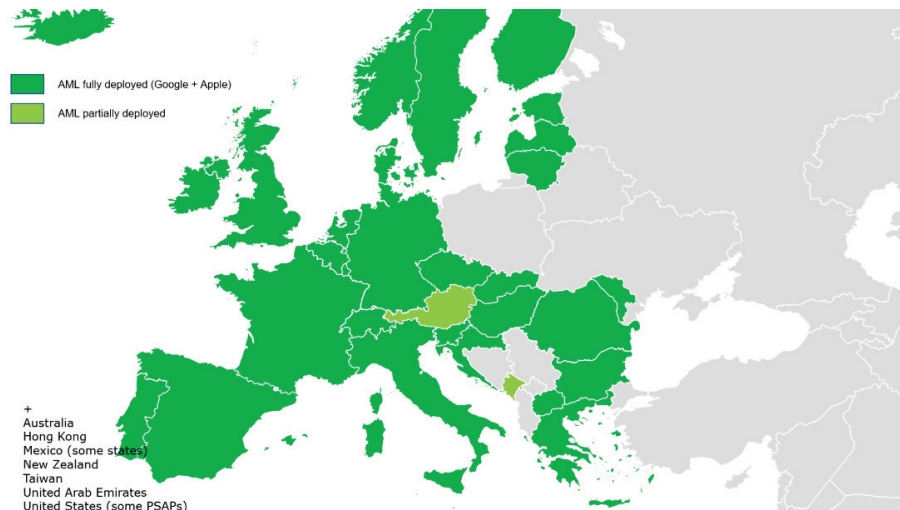 AML fully deployed (Google + Apple)
AML partially deployed
+
Australia
Hong Kong
Mexico (some states)
New Zealand
Taiwan
United Arab Emirates
United States (some PSAPs)